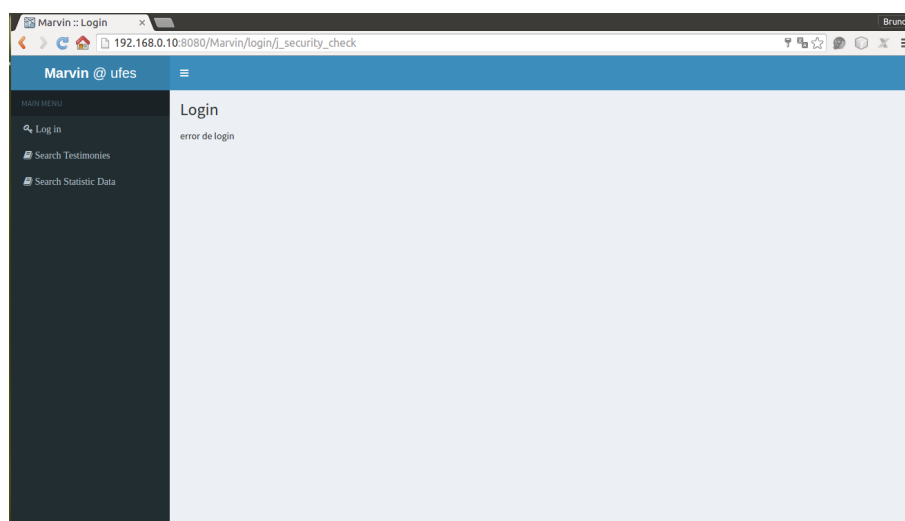 Marvin :: Login
Bruno
192.168.0.10:8080/Marvin/login/j_security_check
Marvin @ ufes
MAIN MENU
Log in
Search Testimonies
Search Statistic Data
Login
error de login